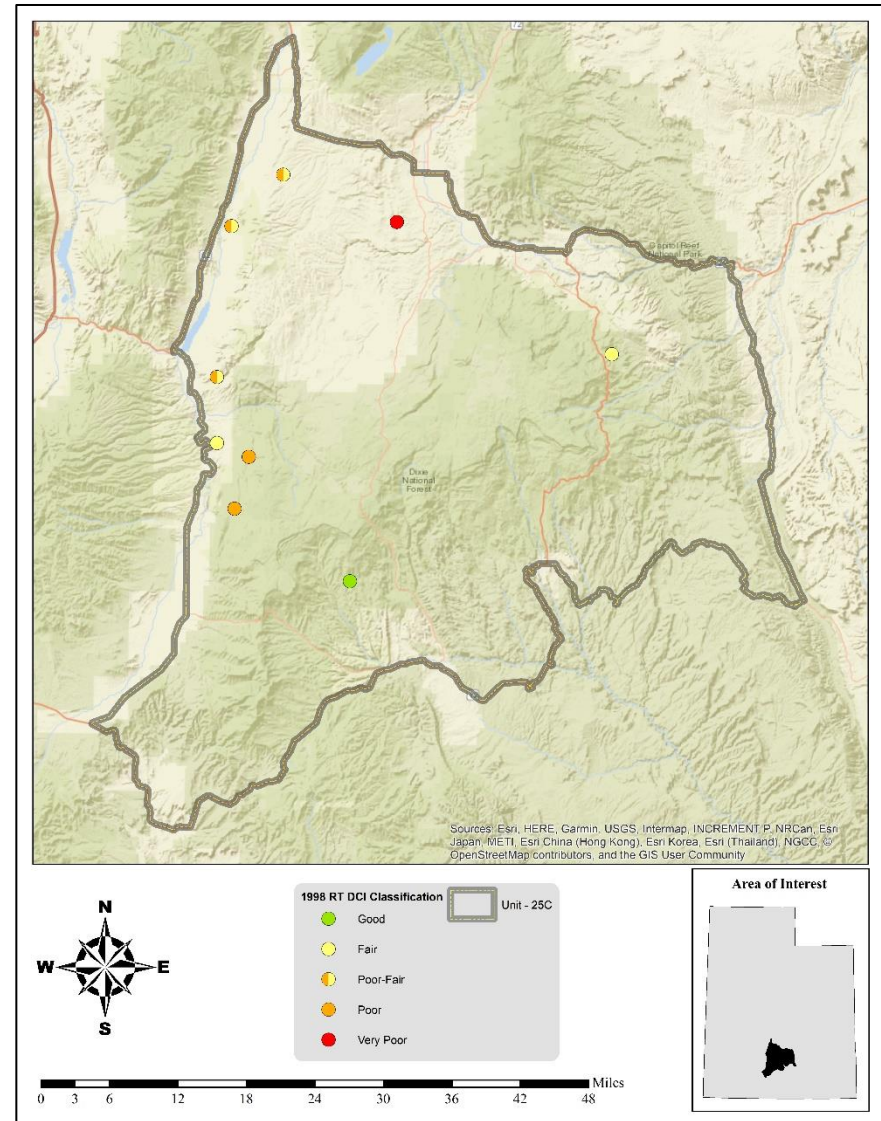 72
Capitol Reef
National Park
Dixie
National
Forest
Sources: Esri, HERE, Garmin, USGS, Intermap, INCREMENT P, NRCan, Esri
Japan, METI, Esri China (Hong Kong), Esri Korea, Esri (Thailand), NGCC, ©
OpenStreetMap contributors, and the GIS User Community
N
W E
S
1998 RT DCI Classification
Good
Fair
Poor-Fair
Poor
Very Poor
Unit - 25C
Area of Interest
Miles
0 3 6 12 18 24 30 36 42 48